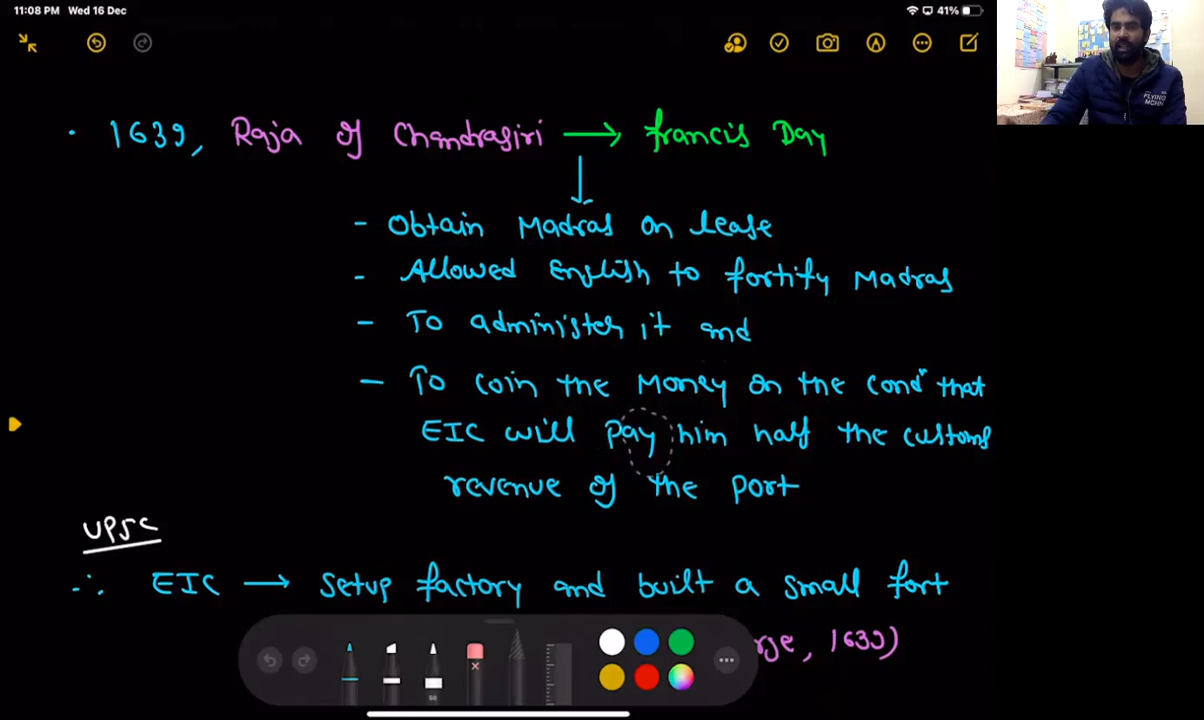 11:08 PM Wed 16 Dec 41%
• 1639, Raja of Chandragiri → Francis Day
- Obtain Madras on lease
- Allowed English to fortify Madras
- To administer it and
- To coin the Money on the condⁿ that
EIC will pay him half the customs
revenue of the port
UPSC
∴ EIC → Setup factory and built a small fort
rge, 1639)
FLYING